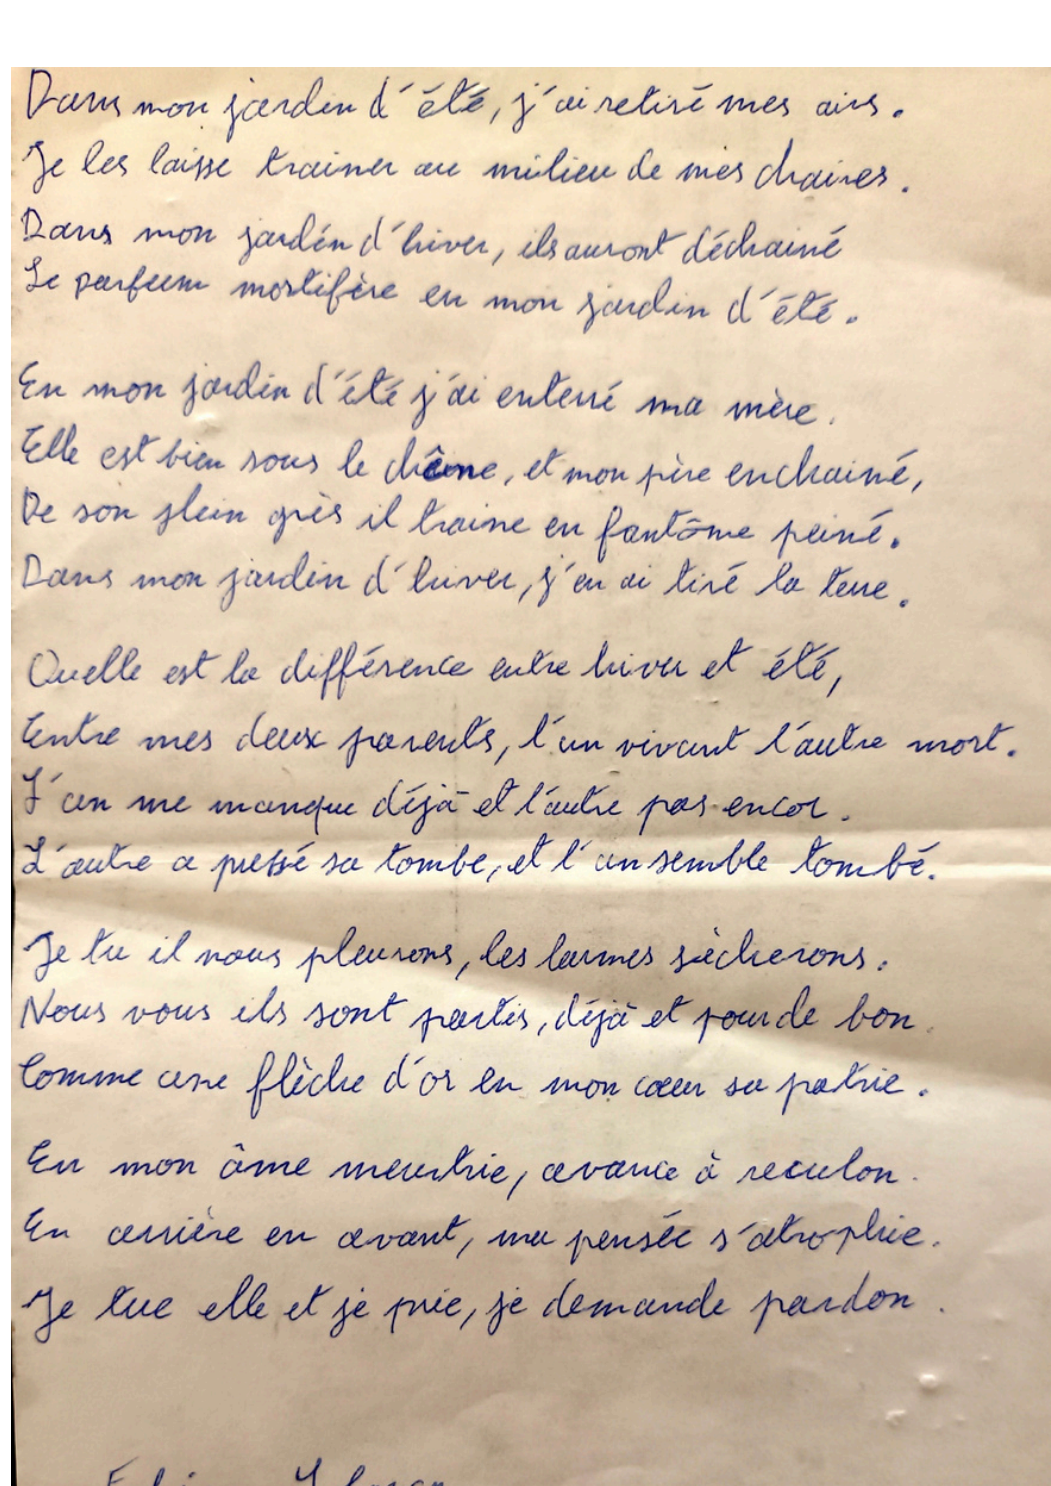 Dans mon jardin d'été, j'ai retiré mes airs.
Je les laisse trainer au milieu de mes chaires.
Dans mon jardin d'hiver, ils auront déchainé
Le parfum mortifère en mon jardin d'été.
En mon jardin d'été j'ai enterré ma mère.
Elle est bien sous le chêne, et mon père enchainé,
De son plein grès il traine en fantôme peiné.
Dans mon jardin d'hiver, j'en ai tiré la terre.
Quelle est la différence entre hiver et été,
Entre mes deux parents, l'un vivant l'autre mort.
L'un me manque déjà et l'autre pas encor.
L'autre a pressé sa tombe, et l'un semble tombé.
Je tu il nous pleurons, les larmes sècherons.
Nous vous ils sont partis, déjà et pour de bon.
Comme une flèche d'or en mon cœur sa patrie.
En mon âme meurtrie, avance à reculon.
En arrière en avant, ma pensée s'atrophie.
Je tue elle et je prie, je demande pardon.